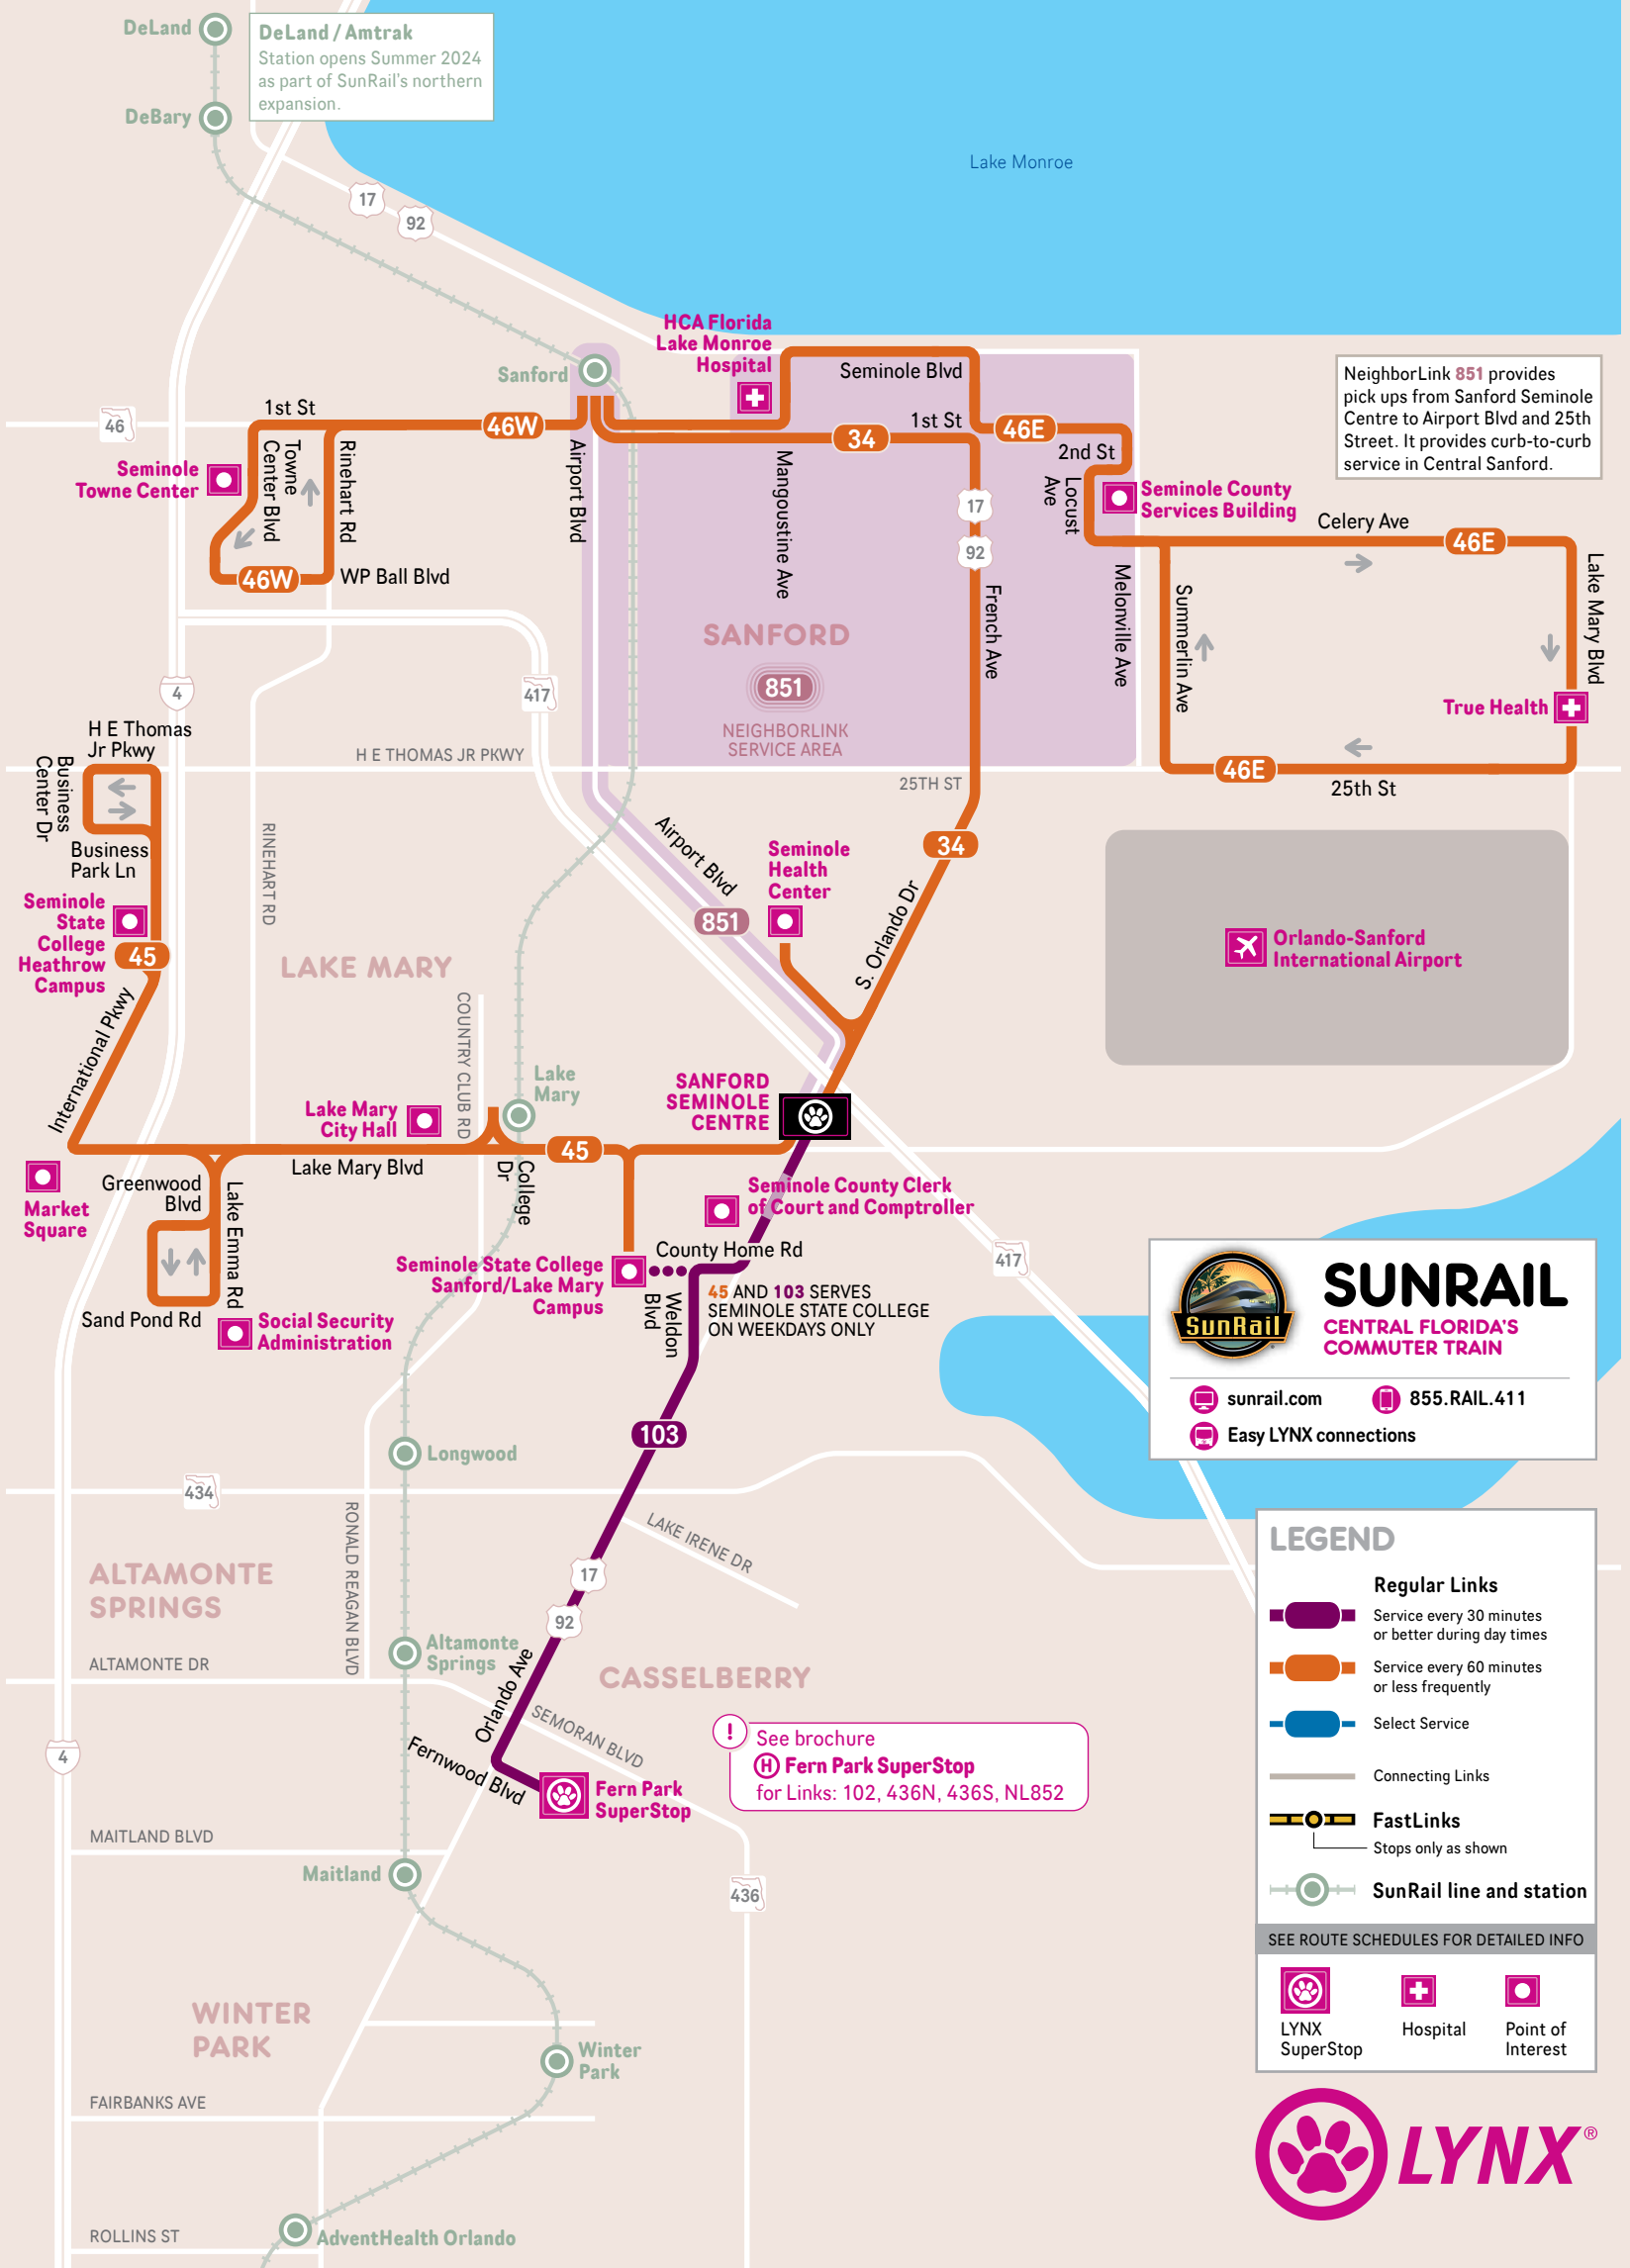 DeLand
DeLand / Amtrak
Station opens Summer 2024
as part of SunRail's northern
expansion.
DeBary
Lake Monroe
17
92
HCA Florida
Lake Monroe
Hospital
Sanford
Seminole Blvd
NeighborLink 851 provides
pick ups from Sanford Seminole
Centre to Airport Blvd and 25th
Street. It provides curb-to-curb
service in Central Sanford.
46
1st St
46W
34
1st St
46E
2nd St
Seminole
Towne Center
Towne
Center Blvd
Rinehart Rd
Airport Blvd
Mangoustine Ave
17
92
Locust
Ave
Seminole County
Services Building
Celery Ave
46E
46W
WP Ball Blvd
French Ave
Melonville Ave
Summerlin Ave
Lake Mary Blvd
SANFORD
851
NEIGHBORLINK
SERVICE AREA
4
417
True Health
H E Thomas
Jr Pkwy
H E THOMAS JR PKWY
25TH ST
46E
25th St
Business
Center Dr
Business
Park Ln
RINEHART RD
Airport Blvd
851
Seminole
Health
Center
34
S. Orlando Dr
Seminole
State
College
Heathrow
Campus
45
LAKE MARY
Orlando-Sanford
International Airport
International Pkwy
COUNTRY CLUB RD
Lake
Mary
SANFORD
SEMINOLE
CENTRE
Lake Mary
City Hall
45
Lake Mary Blvd
Market
Square
Greenwood
Blvd
Lake Emma Rd
College
Dr
Seminole County Clerk
of Court and Comptroller
County Home Rd
Seminole State College
Sanford/Lake Mary
Campus
Weldon
Blvd
45 AND 103 SERVES
SEMINOLE STATE COLLEGE
ON WEEKDAYS ONLY
417
Sand Pond Rd
Social Security
Administration
SunRail
SUNRAIL
CENTRAL FLORIDA'S
COMMUTER TRAIN
sunrail.com
855.RAIL.411
Easy LYNX connections
103
Longwood
434
RONALD REAGAN BLVD
LAKE IRENE DR
17
92
ALTAMONTE
SPRINGS
Altamonte
Springs
ALTAMONTE DR
CASSELBERRY
Orlando Ave
SEMORAN BLVD
Fernwood Blvd
Fern Park
SuperStop
!
See brochure
H Fern Park SuperStop
for Links: 102, 436N, 436S, NL852
4
MAITLAND BLVD
Maitland
436
WINTER
PARK
Winter
Park
FAIRBANKS AVE
ROLLINS ST
AdventHealth Orlando
LEGEND
Regular Links
Service every 30 minutes
or better during day times
Service every 60 minutes
or less frequently
Select Service
Connecting Links
FastLinks
Stops only as shown
SunRail line and station
SEE ROUTE SCHEDULES FOR DETAILED INFO
LYNX
SuperStop
Hospital
Point of
Interest
LYNX®